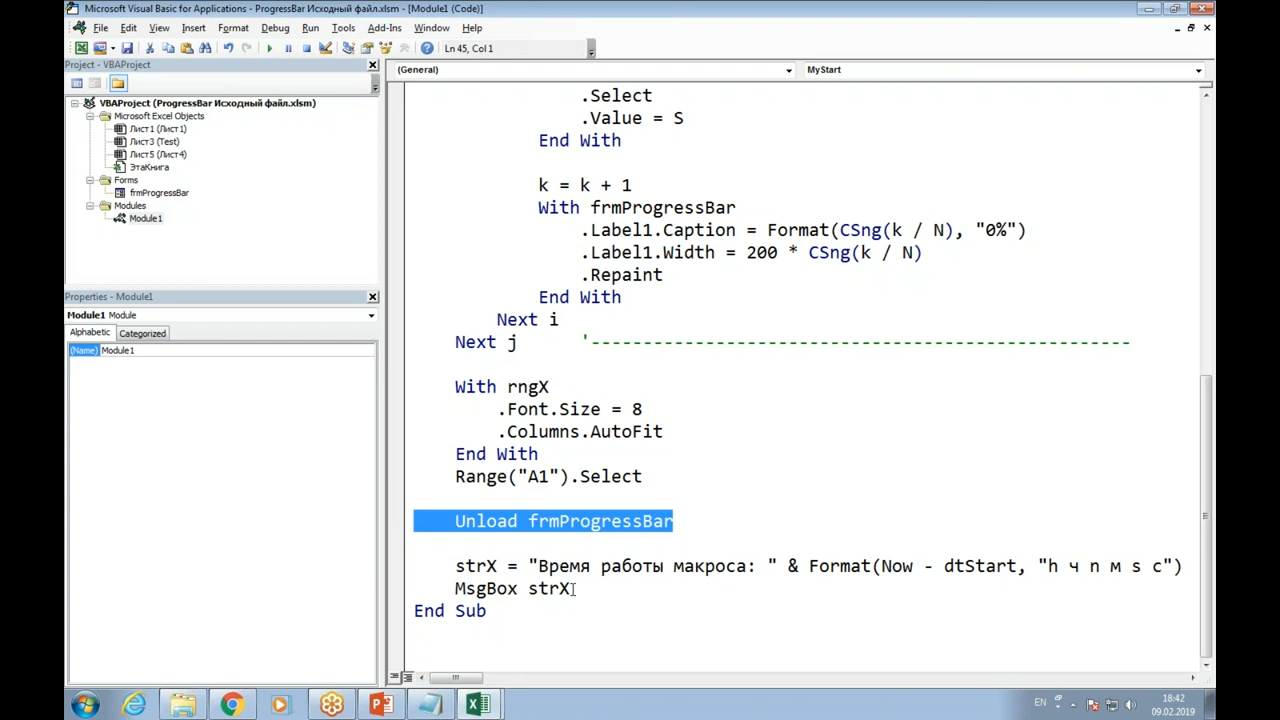 Microsoft Visual Basic for Applications - ProgressBar Исходный файл.xlsm - [Module1 (Code)]
File Edit View Insert Format Debug Run Tools Add-Ins Window Help
Ln 45, Col 1
Project - VBAProject
VBAProject (ProgressBar Исходный файл.xlsm)
Microsoft Excel Objects
Лист1 (Лист1)
Лист3 (Test)
Лист5 (Лист4)
ЭтаКнига
Forms
frmProgressBar
Modules
Module1
Properties - Module1
Module1 Module
Alphabetic Categorized
(Name) Module1
(General) MyStart
.Select
.Value = S
End With
k = k + 1
With frmProgressBar
.Label1.Caption = Format(CSng(k / N), "0%")
.Label1.Width = 200 * CSng(k / N)
.Repaint
End With
Next i
Next j '----------------------------------------------------
With rngX
.Font.Size = 8
.Columns.AutoFit
End With
Range("A1").Select
Unload frmProgressBar
strX = "Время работы макроса: " & Format(Now - dtStart, "h ч n м s с")
MsgBox strX
End Sub
EN
18:42
09.02.2019